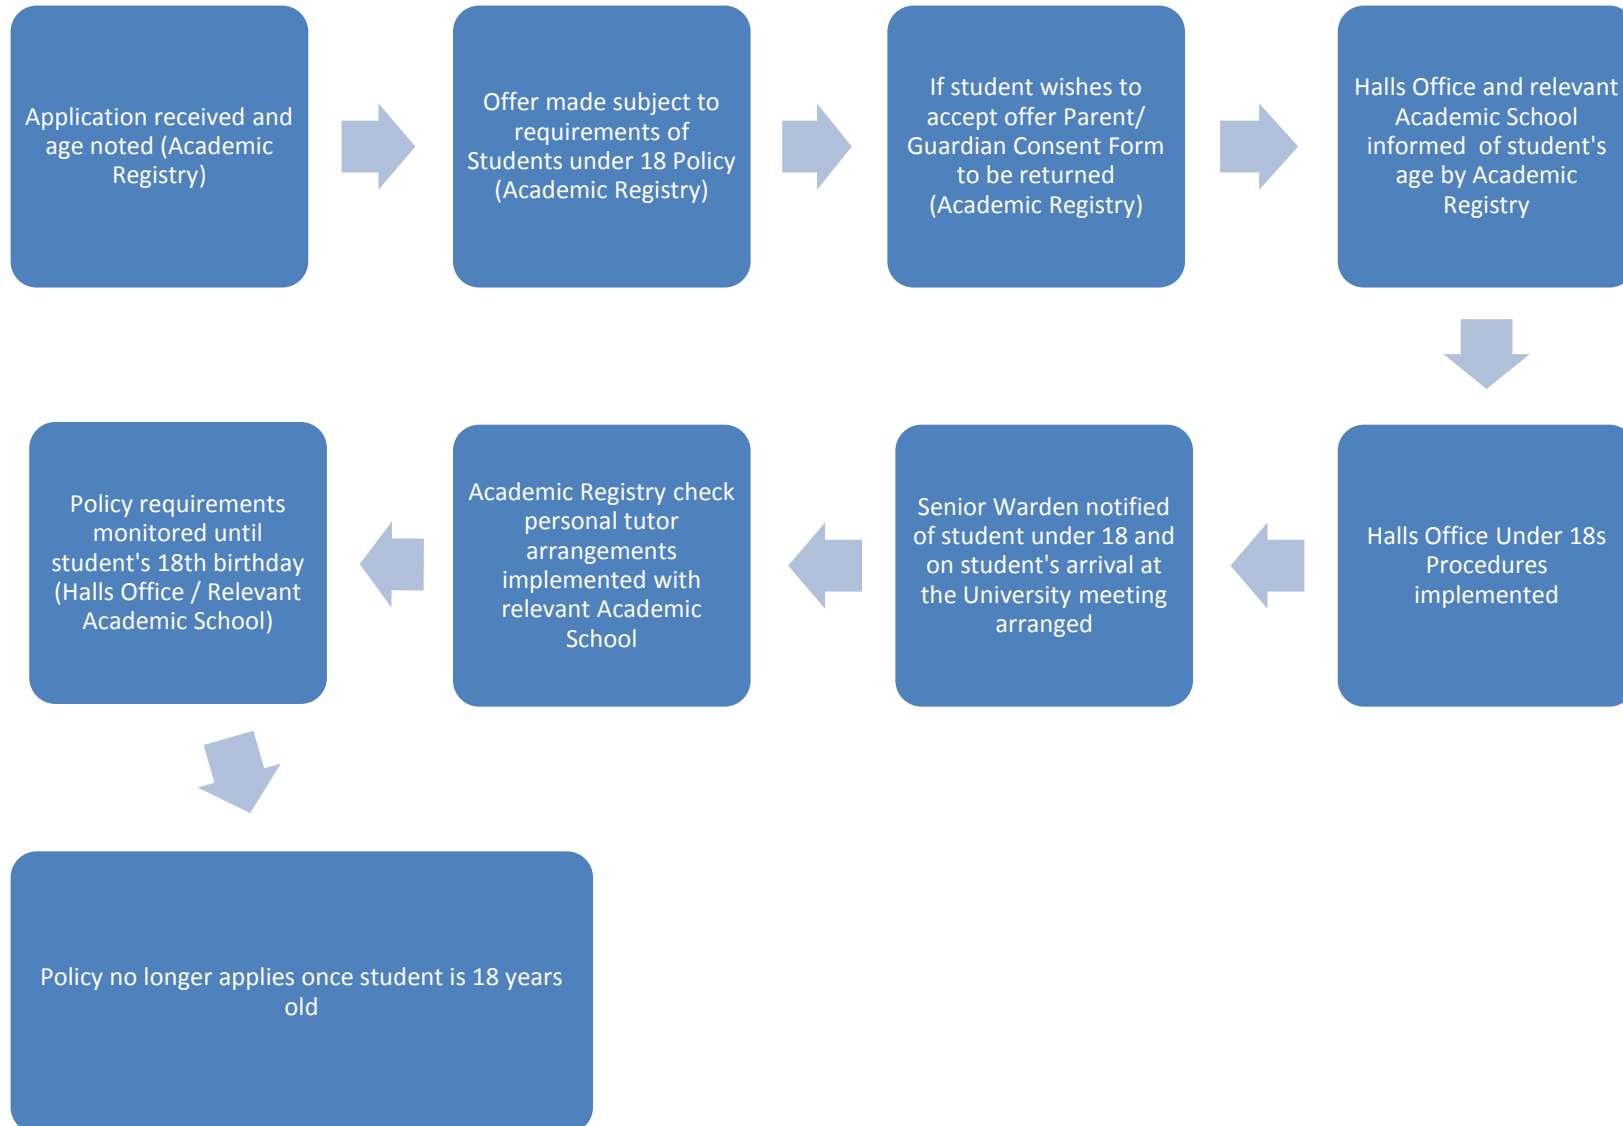 Application received and
age noted (Academic
Registry)
Offer made subject to
requirements of
Students under 18 Policy
(Academic Registry)
If student wishes to
accept offer Parent/
Guardian Consent Form
to be returned
(Academic Registry)
Halls Office and relevant
Academic School
informed  of student's
age by Academic
Registry
Halls Office Under 18s
Procedures
implemented
Senior Warden notified
of student under 18 and
on student's arrival at
the University meeting
arranged
Academic Registry check
personal tutor
arrangements
implemented with
relevant Academic
School
Policy requirements
monitored until
student's 18th birthday
(Halls Office / Relevant
Academic School)
Policy no longer applies once student is 18 years
old